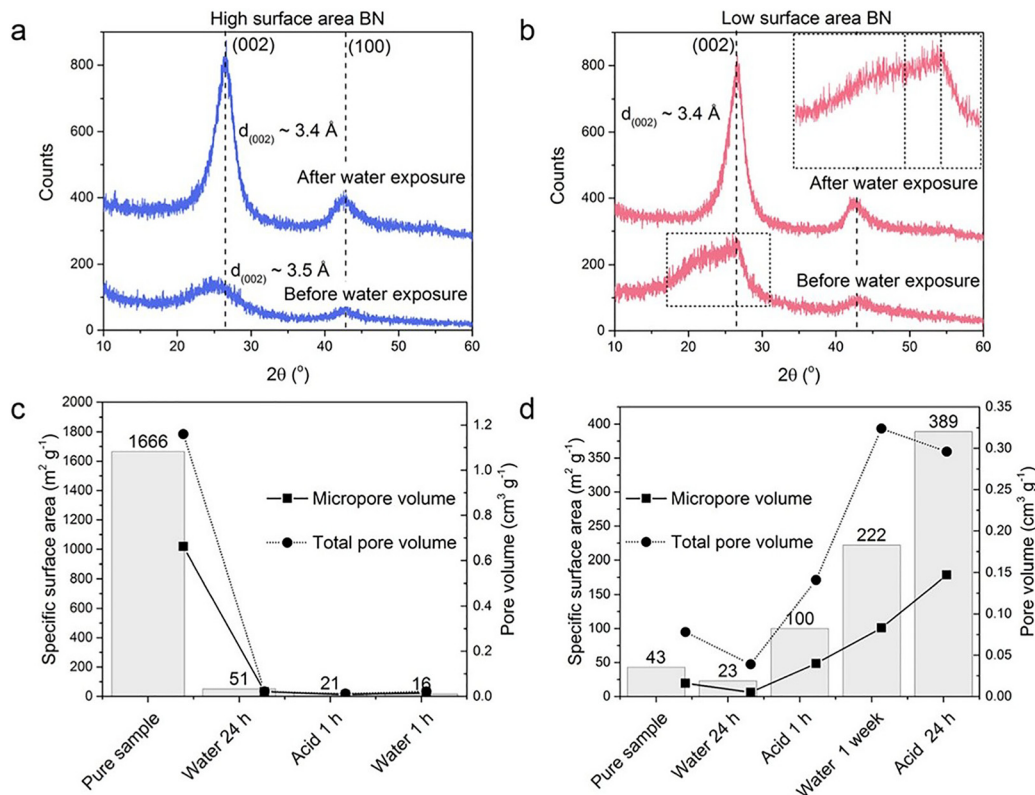 a
High surface area BN
(002)
(100)
800
600
400
200
0
Counts
d(002) ~ 3.4 Å
After water exposure
d(002) ~ 3.5 Å
Before water exposure
10 20 30 40 50 60
2θ (°)
b
Low surface area BN
(002)
800
600
400
200
0
Counts
d(002) ~ 3.4 Å
After water exposure
Before water exposure
10 20 30 40 50 60
2θ (°)
c
2000
1800
1600
1400
1200
1000
800
600
400
200
0
Specific surface area (m² g⁻¹)
1666
51
21
16
Micropore volume
Total pore volume
1.2
1.0
0.8
0.6
0.4
0.2
0.0
Pore volume (cm³ g⁻¹)
Pure sample
Water 24 h
Acid 1 h
Water 1 h
d
400
350
300
250
200
150
100
50
0
Specific surface area (m² g⁻¹)
43
23
100
222
389
Micropore volume
Total pore volume
0.35
0.30
0.25
0.20
0.15
0.10
0.05
0.00
Pore volume (cm³ g⁻¹)
Pure sample
Water 24 h
Acid 1 h
Water 1 week
Acid 24 h